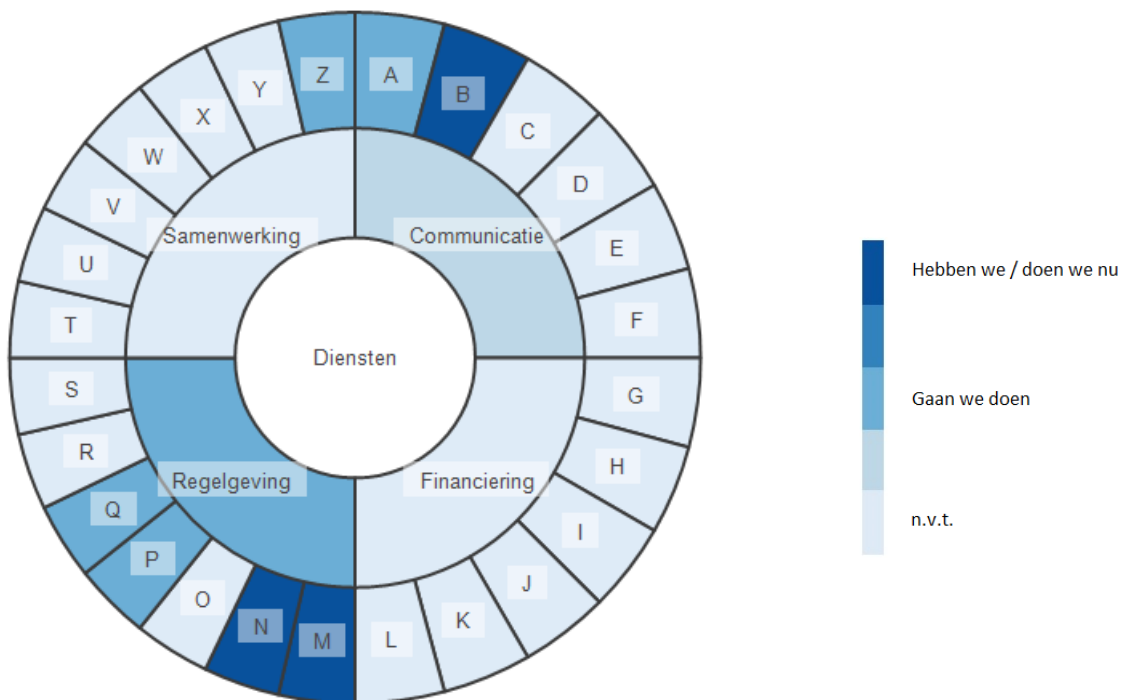 Z
A
Y
B
X
C
W
D
V
E
Samenwerking
Communicatie
U
F
T
Diensten
S
G
R
H
Regelgeving
Financiering
Q
I
P
J
O
K
N
L
M
Hebben we / doen we nu
Gaan we doen
n.v.t.